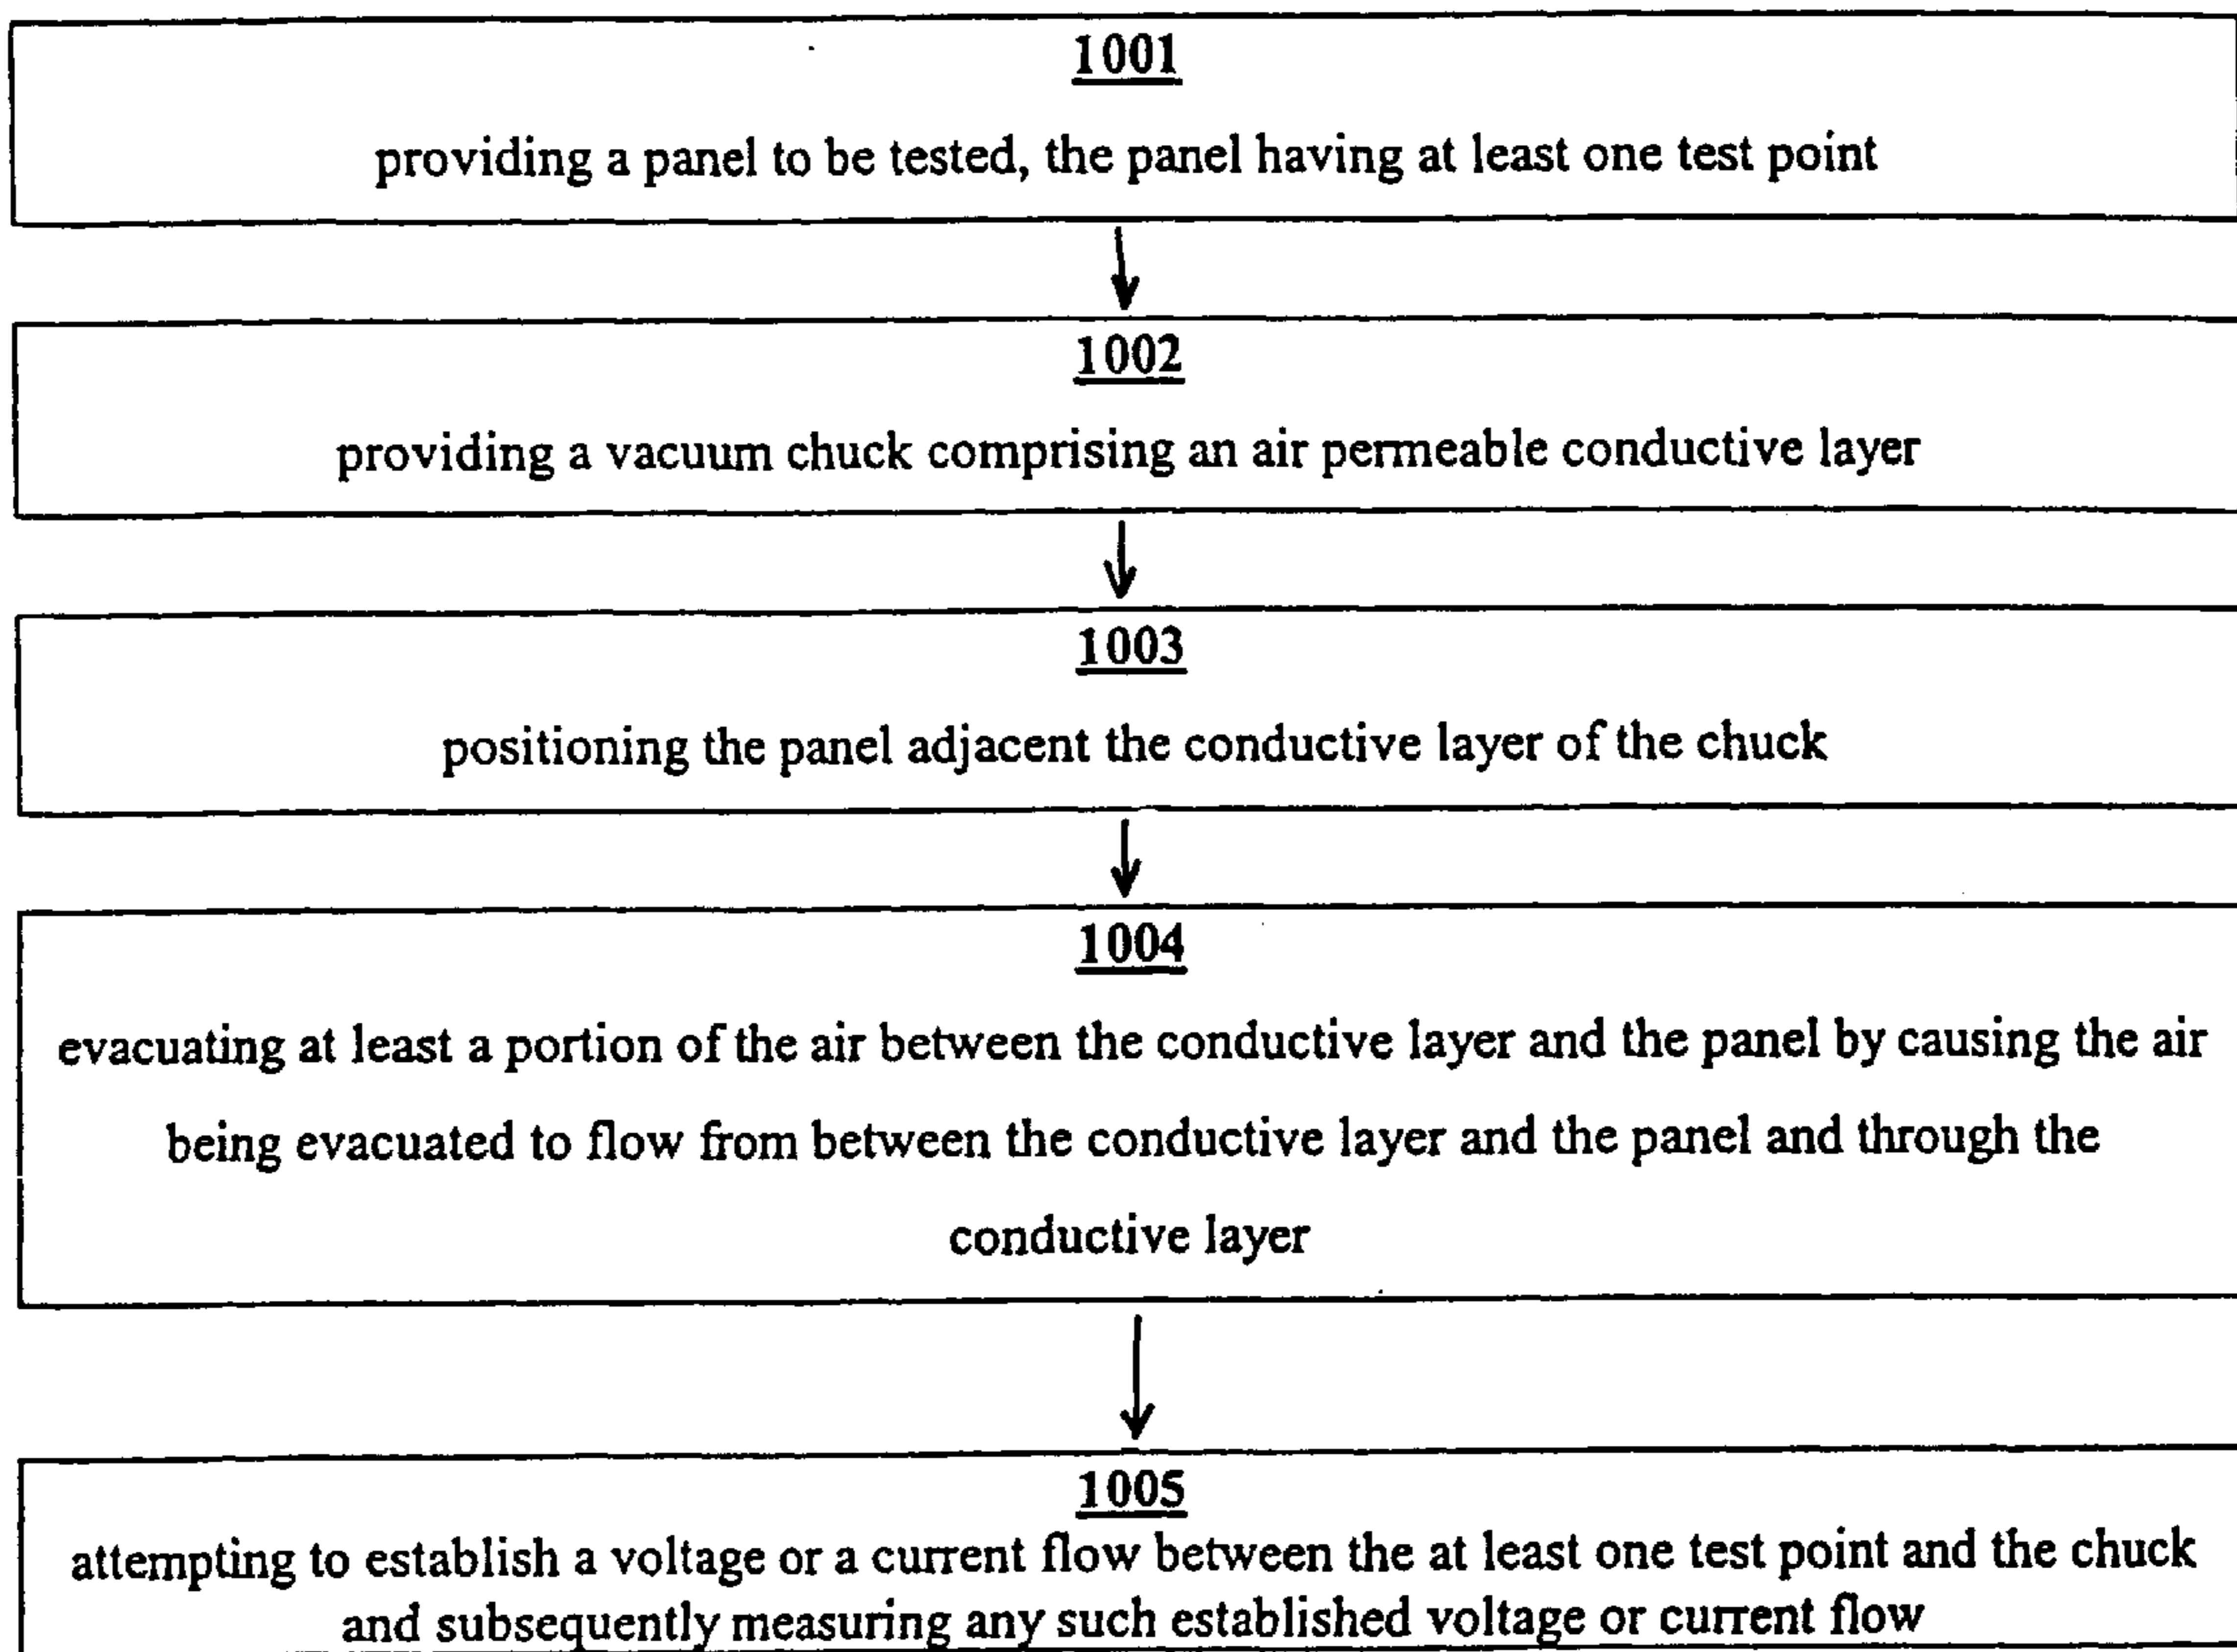 1001
providing a panel to be tested, the panel having at least one test point
1002
providing a vacuum chuck comprising an air permeable conductive layer
1003
positioning the panel adjacent the conductive layer of the chuck
1004
evacuating at least a portion of the air between the conductive layer and the panel by causing the air
being evacuated to flow from between the conductive layer and the panel and through the
conductive layer
1005
attempting to establish a voltage or a current flow between the at least one test point and the chuck
and subsequently measuring any such established voltage or current flow